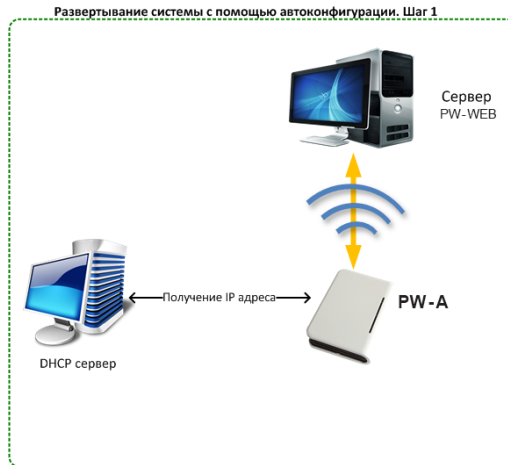 Развертывание системы с помощью автоконфигурации. Шаг 1
Сервер
PW-WEB
Получение IP адреса
PW-A
DHCP сервер